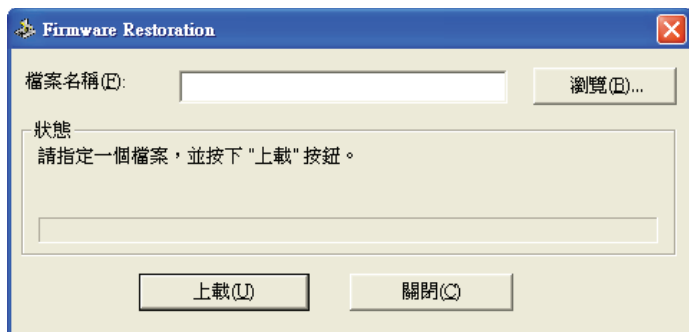 Firmware Restoration
檔案名稱(F):
瀏覽(B)...
狀態
請指定一個檔案，並按下 "上載" 按鈕。
上載(U)
關閉(C)